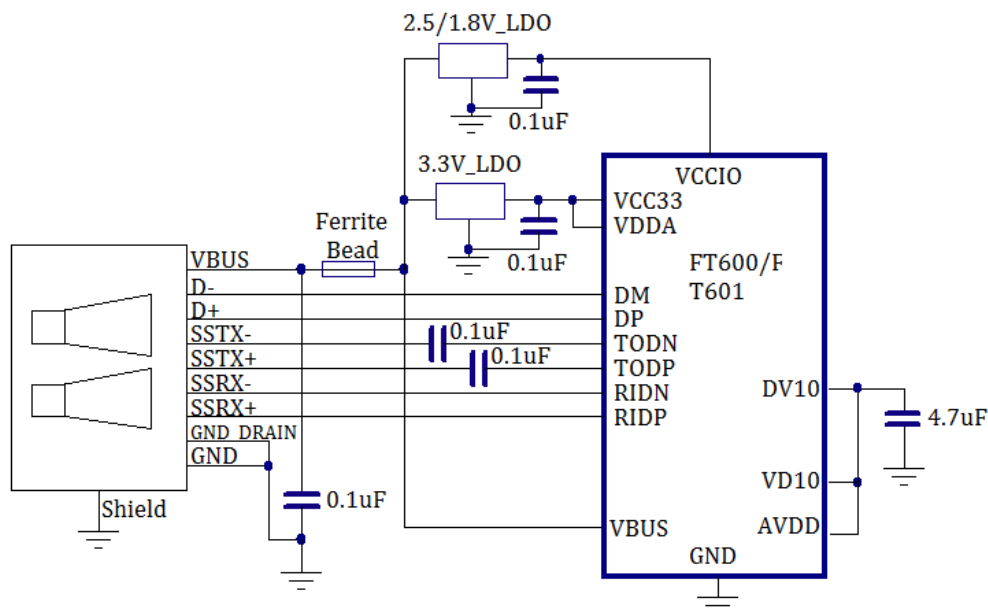 2.5/1.8V_LDO
0.1uF
3.3V_LDO
0.1uF
Ferrite
Bead
VCCIO
VCC33
VDDA
FT600/F
T601
VBUS
D-
D+
SSTX-
SSTX+
SSRX-
SSRX+
GND_DRAIN
GND
Shield
0.1uF
0.1uF
0.1uF
DM
DP
TODN
TODP
RIDN
RIDP
VBUS
GND
DV10
VD10
AVDD
4.7uF